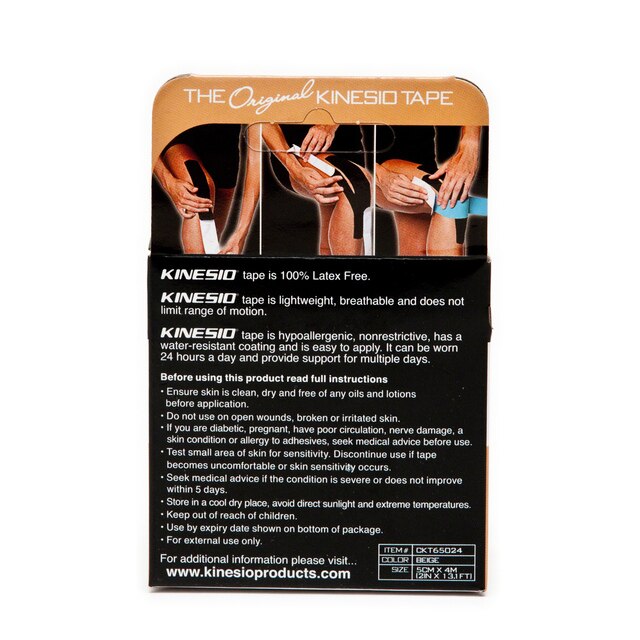 THE Original KINESIO TAPE
KINESIO tape is 100% Latex Free.
KINESIO tape is lightweight, breathable and does not
limit range of motion.
KINESIO tape is hypoallergenic, nonrestrictive, has a
water-resistant coating and is easy to apply. It can be worn
24 hours a day and provide support for multiple days.
Before using this product read full instructions
• Ensure skin is clean, dry and free of any oils and lotions
before application.
• Do not use on open wounds, broken or irritated skin.
• If you are diabetic, pregnant, have poor circulation, nerve damage, a
skin condition or allergy to adhesives, seek medical advice before use.
• Test small area of skin for sensitivity. Discontinue use if tape
becomes uncomfortable or skin sensitivity occurs.
• Seek medical advice if the condition is severe or does not improve
within 5 days.
• Store in a cool dry place, avoid direct sunlight and extreme temperatures.
• Keep out of reach of children.
• Use by expiry date shown on bottom of package.
• For external use only.
For additional information please visit...
www.kinesioproducts.com
ITEM # CKT65024
COLOR BEIGE
SIZE 5CM X 4M
(2IN X 13.1FT)